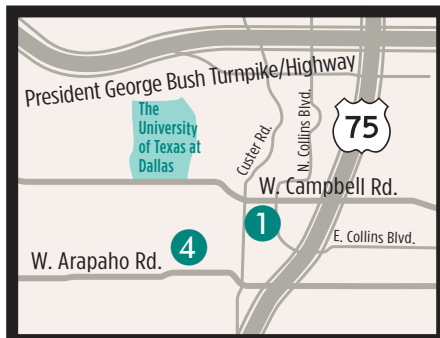 President George Bush Turnpike/Highway
The
University
of Texas at
Dallas
Custer Rd.
N. Collins Blvd.
75
W. Campbell Rd.
1
E. Collins Blvd.
4
W. Arapaho Rd.